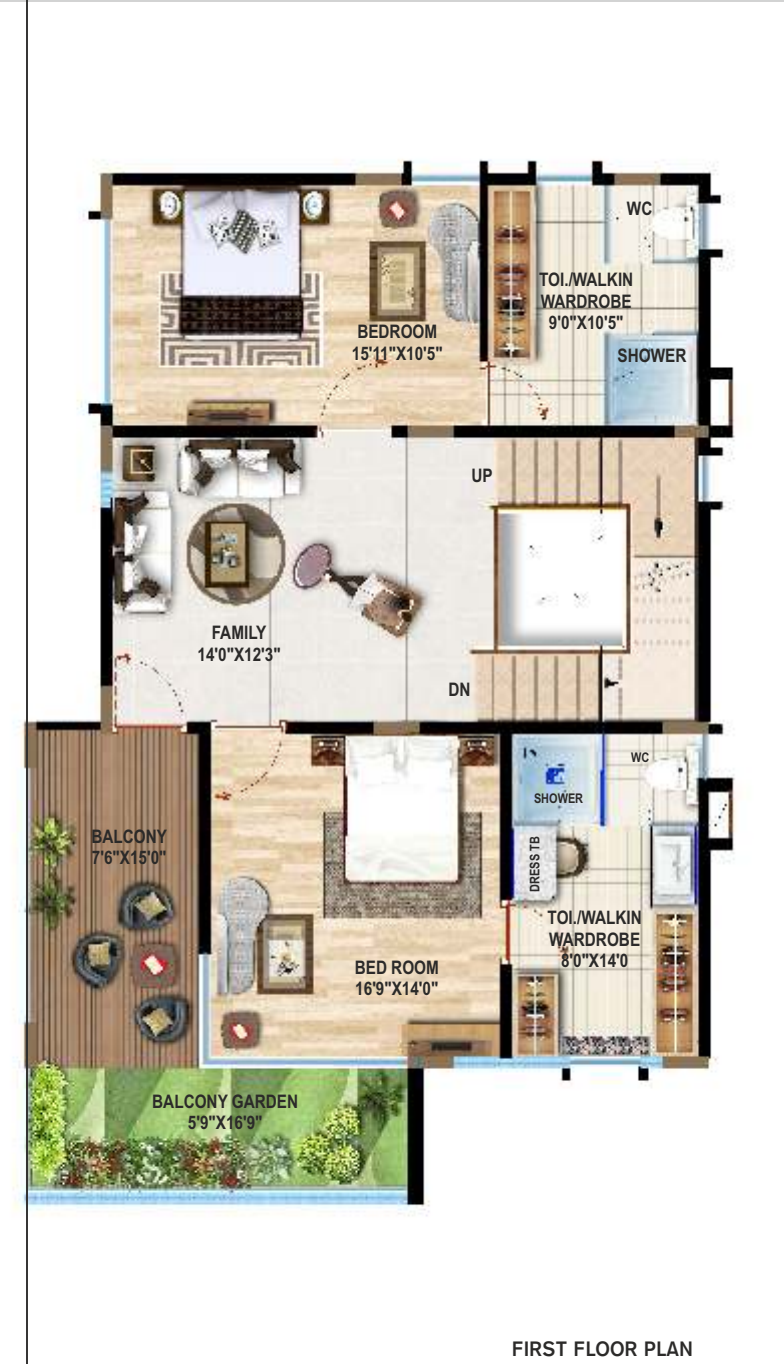 WC
TOI./WALKIN
WARDROBE
9'0"X10'5"
BEDROOM
15'11"X10'5"
SHOWER
UP
FAMILY
14'0"X12'3"
DN
WC
SHOWER
BALCONY
7'6"X15'0"
DRESS TB
TOI./WALKIN
WARDROBE
8'0"X14'0
BED ROOM
16'9"X14'0"
BALCONY GARDEN
5'9"X16'9"
FIRST FLOOR PLAN